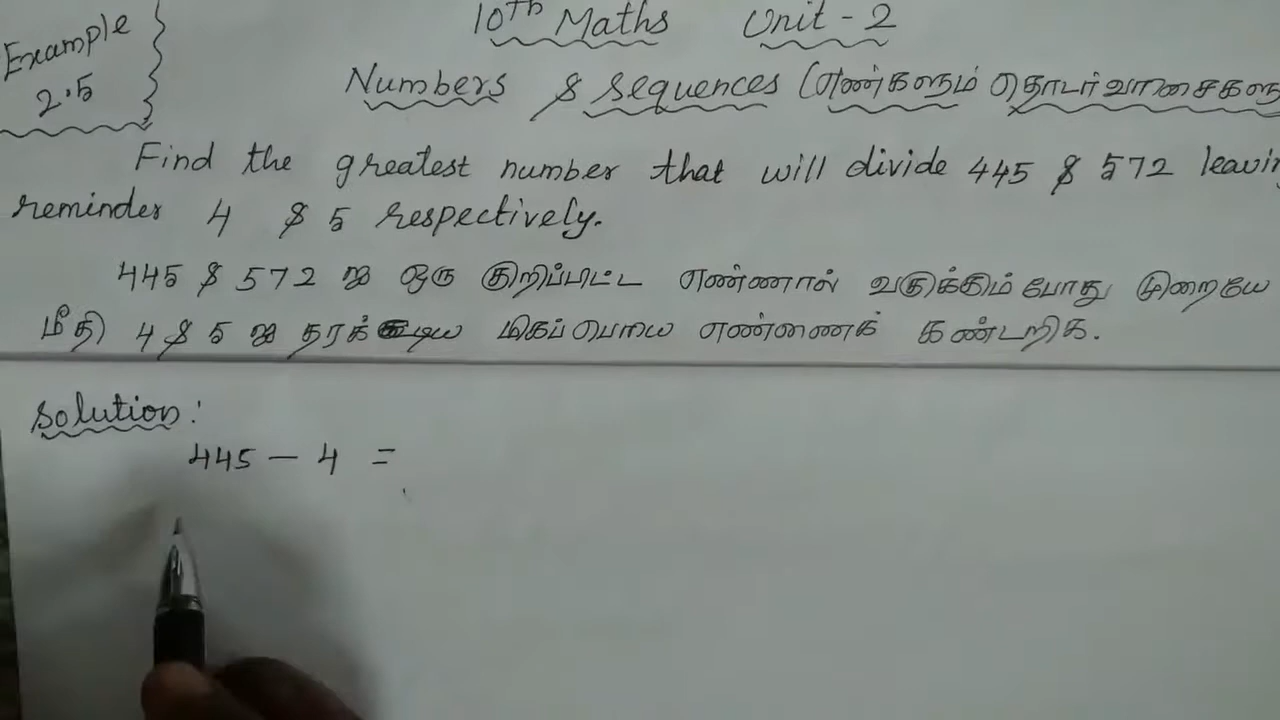 Example
2.5
10th Maths Unit - 2
Numbers & sequences (எண்களும் தொடர்வரிசைகளு
Find the greatest number that will divide 445 & 572 leavin
reminder 4 & 5 respectively.
445 & 572 ஐ ஒரு குறிப்பிட்ட எண்ணால் வகுக்கும் போது முறையே
மீதி 4 & 5 ஐ தரக்கூடிய மிகப்பெரிய எண்ணைக் கண்டறிக.
Solution:
445 - 4 =